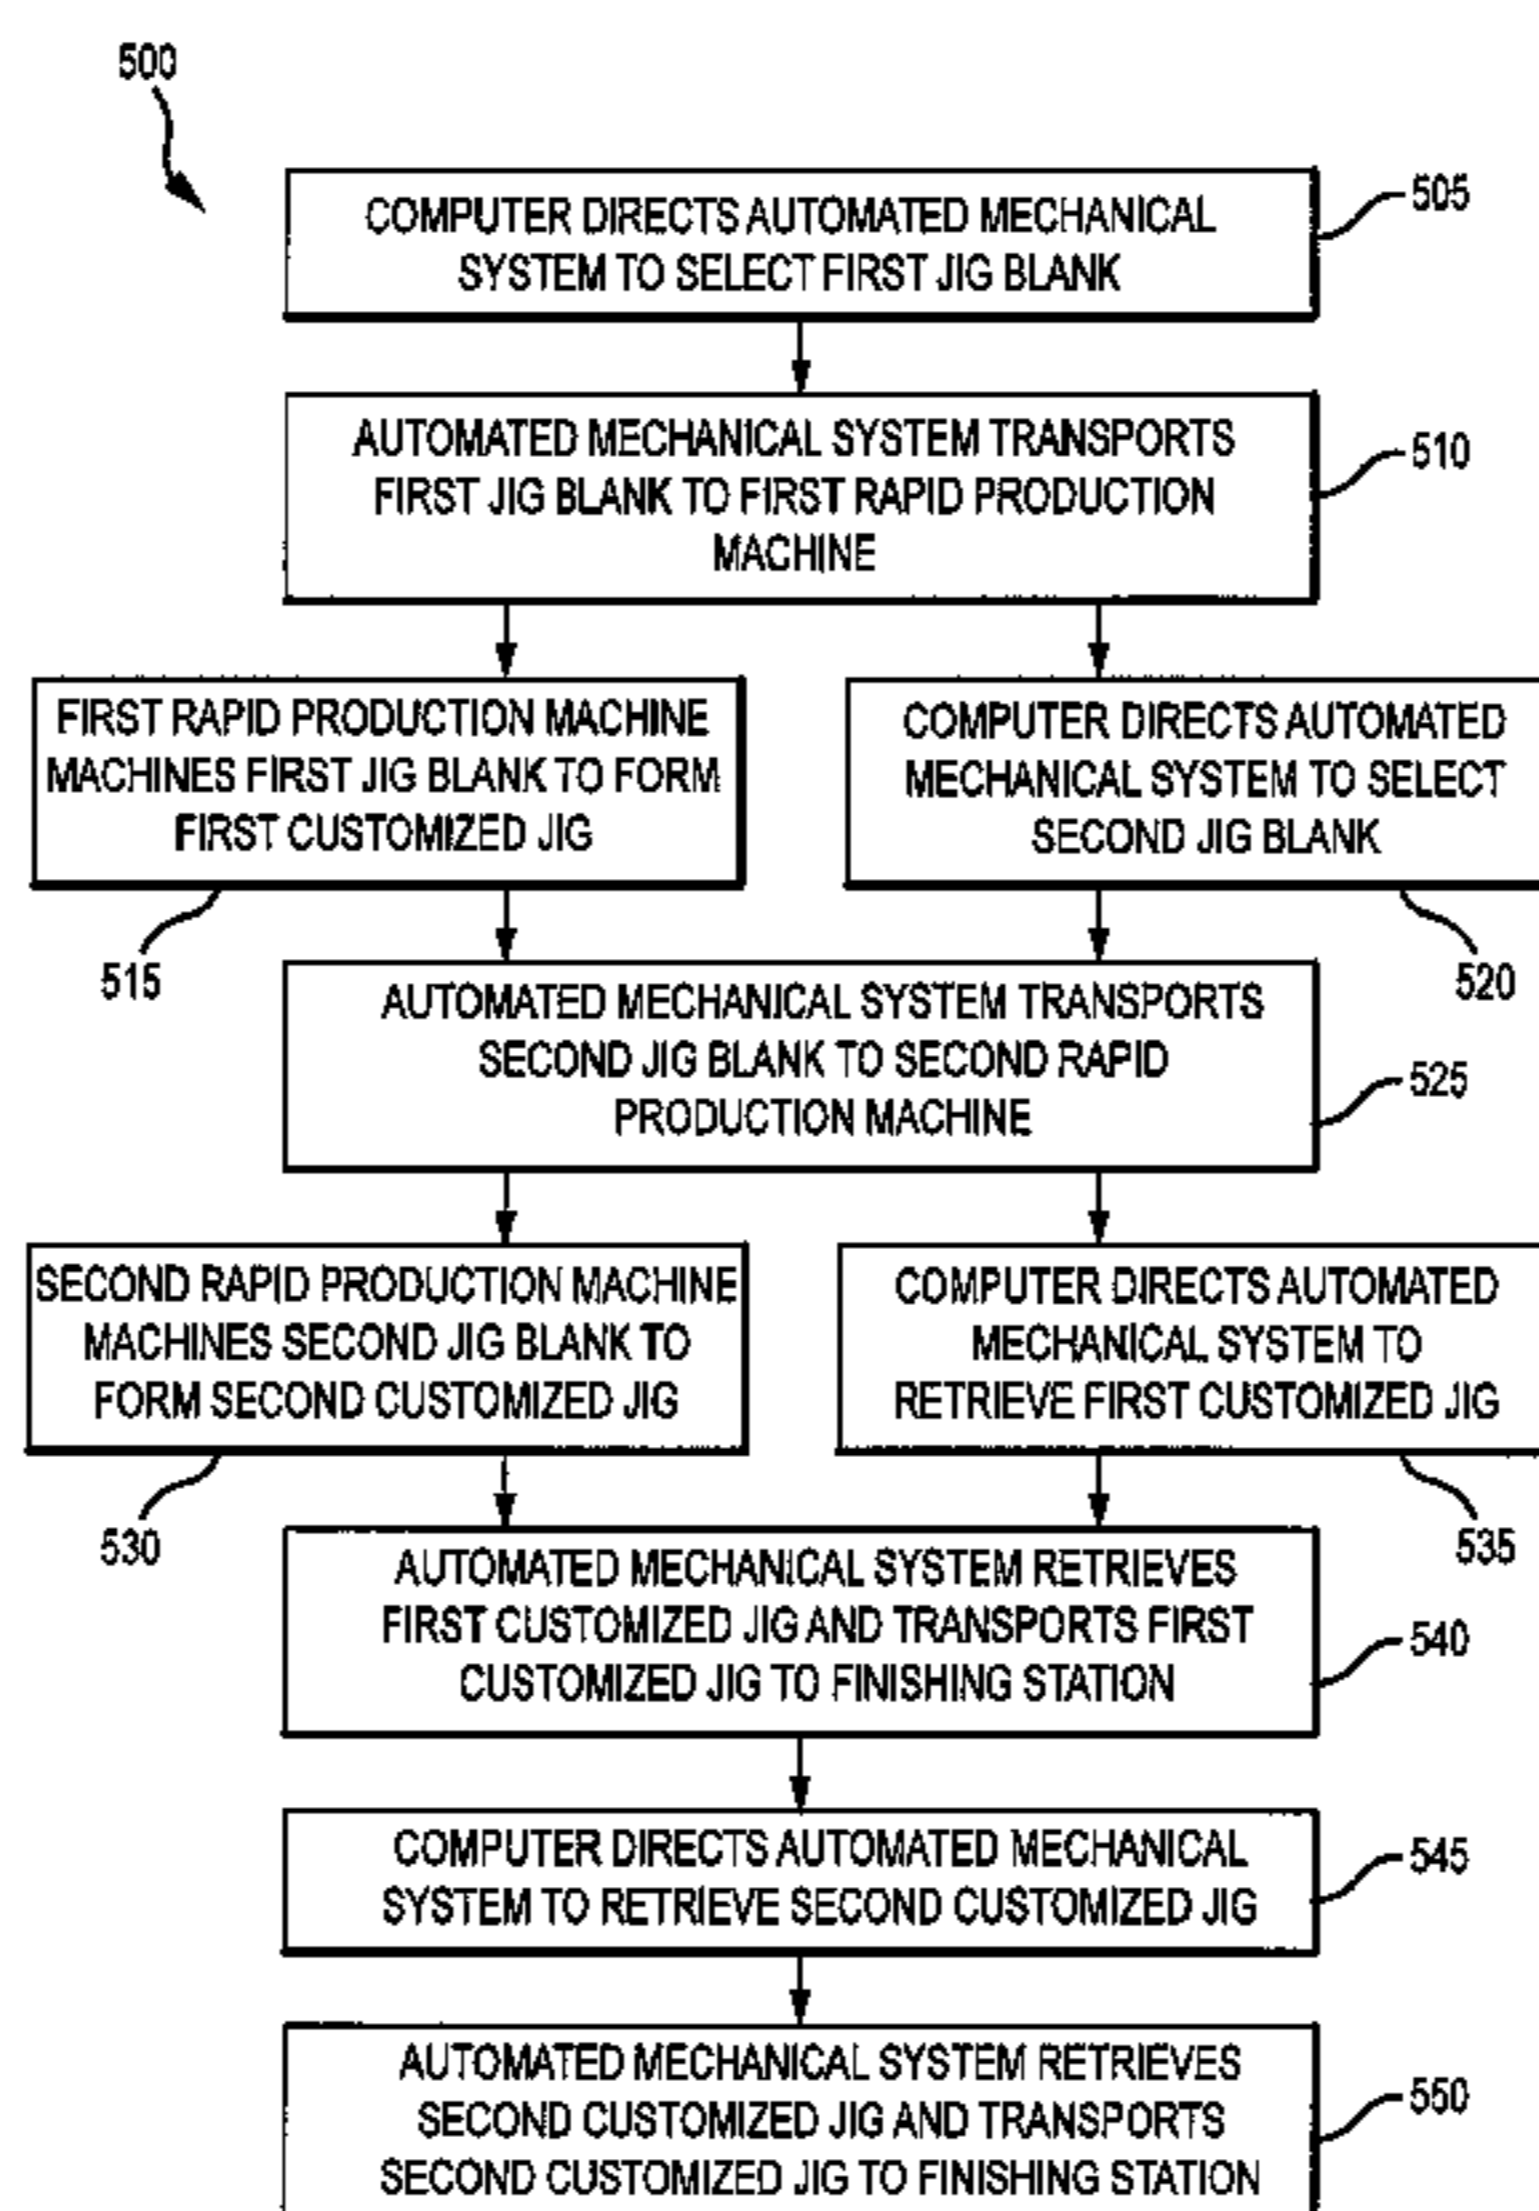 500
COMPUTER DIRECTS AUTOMATED MECHANICAL
SYSTEM TO SELECT FIRST JIG BLANK
505
AUTOMATED MECHANICAL SYSTEM TRANSPORTS
FIRST JIG BLANK TO FIRST RAPID PRODUCTION
MACHINE
510
FIRST RAPID PRODUCTION MACHINE
MACHINES FIRST JIG BLANK TO FORM
FIRST CUSTOMIZED JIG
515
COMPUTER DIRECTS AUTOMATED
MECHANICAL SYSTEM TO SELECT
SECOND JIG BLANK
520
AUTOMATED MECHANICAL SYSTEM TRANSPORTS
SECOND JIG BLANK TO SECOND RAPID
PRODUCTION MACHINE
525
SECOND RAPID PRODUCTION MACHINE
MACHINES SECOND JIG BLANK TO
FORM SECOND CUSTOMIZED JIG
530
COMPUTER DIRECTS AUTOMATED
MECHANICAL SYSTEM TO
RETRIEVE FIRST CUSTOMIZED JIG
535
AUTOMATED MECHANICAL SYSTEM RETRIEVES
FIRST CUSTOMIZED JIG AND TRANSPORTS FIRST
CUSTOMIZED JIG TO FINISHING STATION
540
COMPUTER DIRECTS AUTOMATED MECHANICAL
SYSTEM TO RETRIEVE SECOND CUSTOMIZED JIG
545
AUTOMATED MECHANICAL SYSTEM RETRIEVES
SECOND CUSTOMIZED JIG AND TRANSPORTS
SECOND CUSTOMIZED JIG TO FINISHING STATION
550